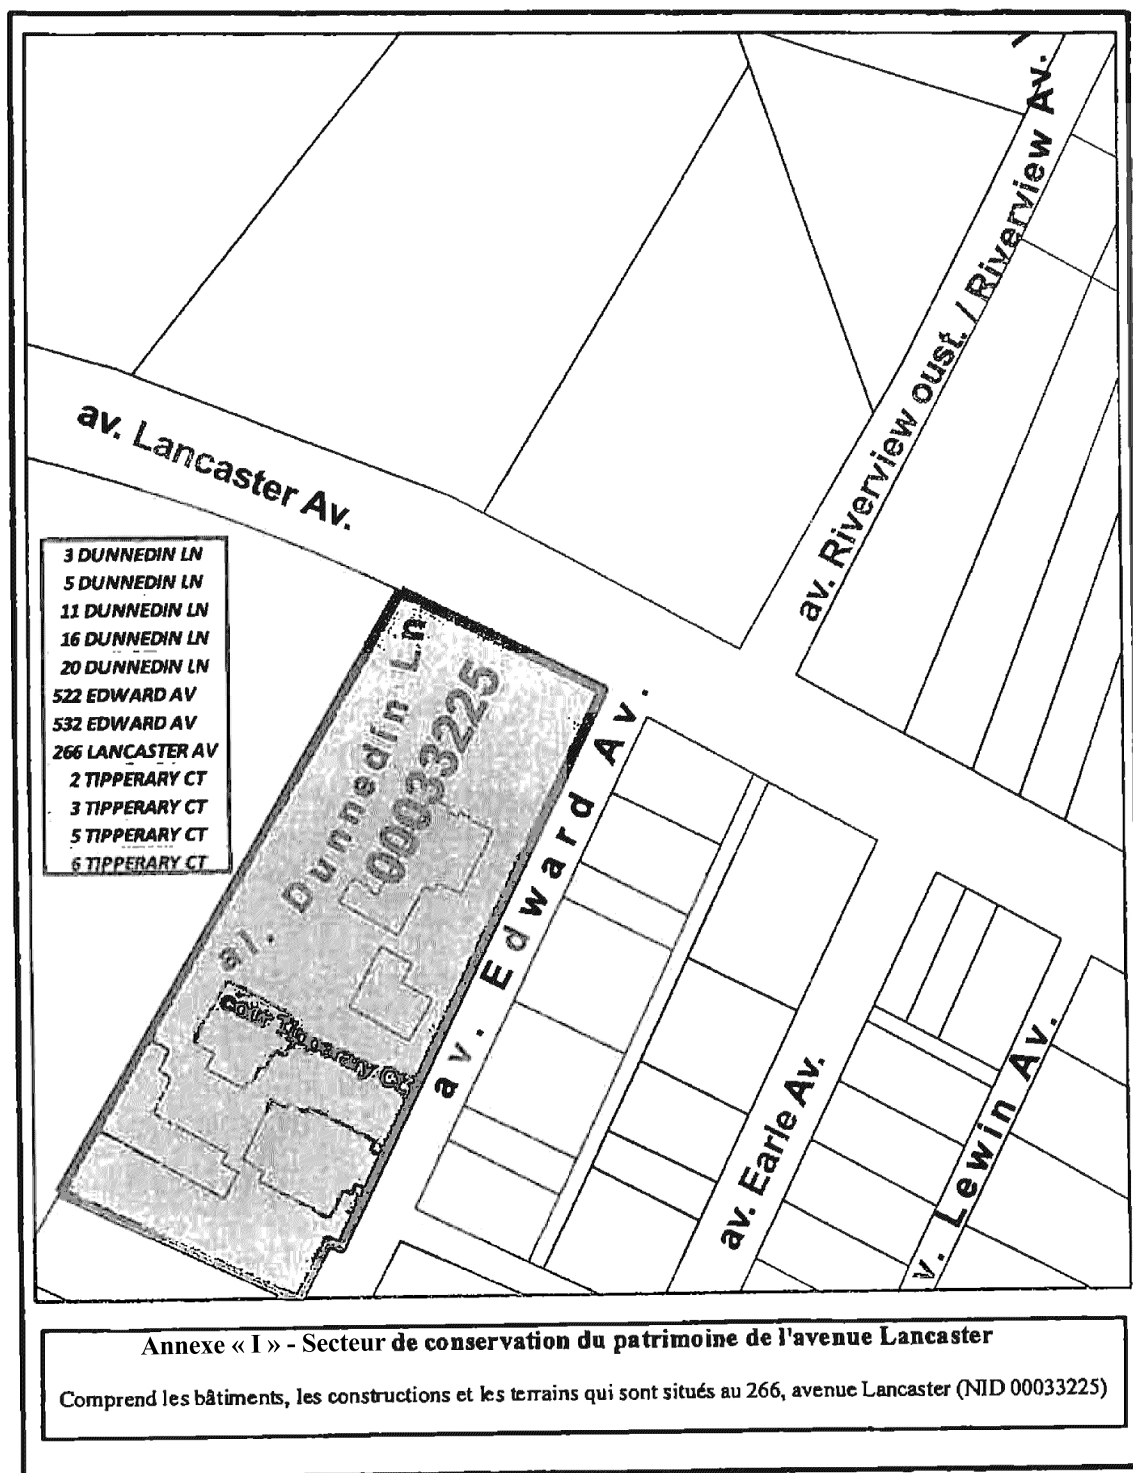 av. Riverview oust. / Riverview Av.
av. Lancaster Av.
3 DUNNEDIN LN
5 DUNNEDIN LN
11 DUNNEDIN LN
16 DUNNEDIN LN
20 DUNNEDIN LN
522 EDWARD AV
532 EDWARD AV
266 LANCASTER AV
2 TIPPERARY CT
3 TIPPERARY CT
5 TIPPERARY CT
6 TIPPERARY CT
al. Dunnedin Ln
00033225
av. Edward Av.
cour Tipperary Ct
av. Earle Av.
v. Lewin Av.
Annexe « I » - Secteur de conservation du patrimoine de l'avenue Lancaster
Comprend les bâtiments, les constructions et les terrains qui sont situés au 266, avenue Lancaster (NID 00033225)